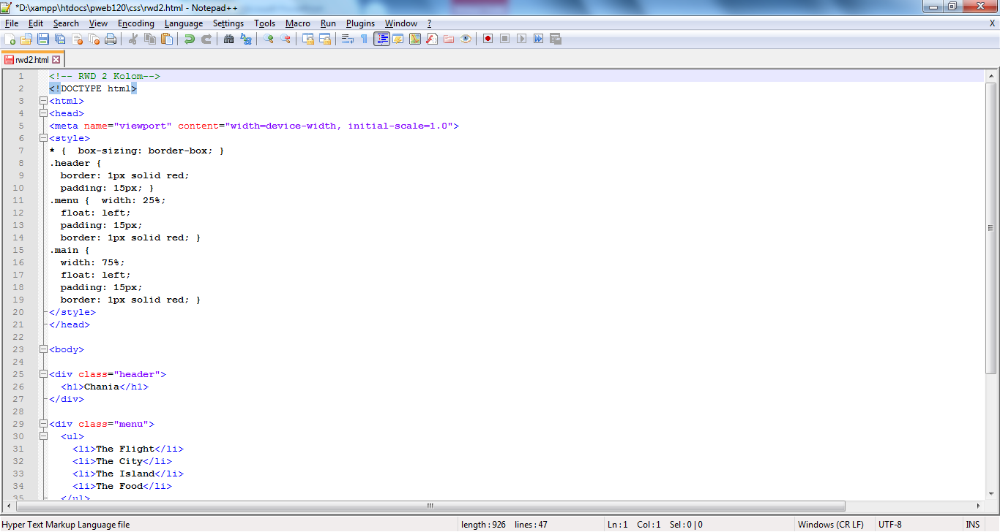 *D:\xampp\htdocs\pweb120\css\rwd2.html - Notepad++
File Edit Search View Encoding Language Settings Tools Macro Run Plugins Window ? X
rwd2.html
1 <!-- RWD 2 Kolom-->
2 <!DOCTYPE html>
3 <html>
4 <head>
5 <meta name="viewport" content="width=device-width, initial-scale=1.0">
6 <style>
7 * {  box-sizing: border-box; }
8 .header {
9   border: 1px solid red;
10   padding: 15px; }
11 .menu {  width: 25%;
12   float: left;
13   padding: 15px;
14   border: 1px solid red; }
15 .main {
16   width: 75%;
17   float: left;
18   padding: 15px;
19   border: 1px solid red; }
20 </style>
21 </head>
22
23 <body>
24
25 <div class="header">
26   <h1>Chania</h1>
27 </div>
28
29 <div class="menu">
30   <ul>
31     <li>The Flight</li>
32     <li>The City</li>
33     <li>The Island</li>
34     <li>The Food</li>
35   </ul>
Hyper Text Markup Language file length : 926 lines : 47 Ln : 1 Col : 1 Sel : 0 | 0 Windows (CR LF) UTF-8 INS